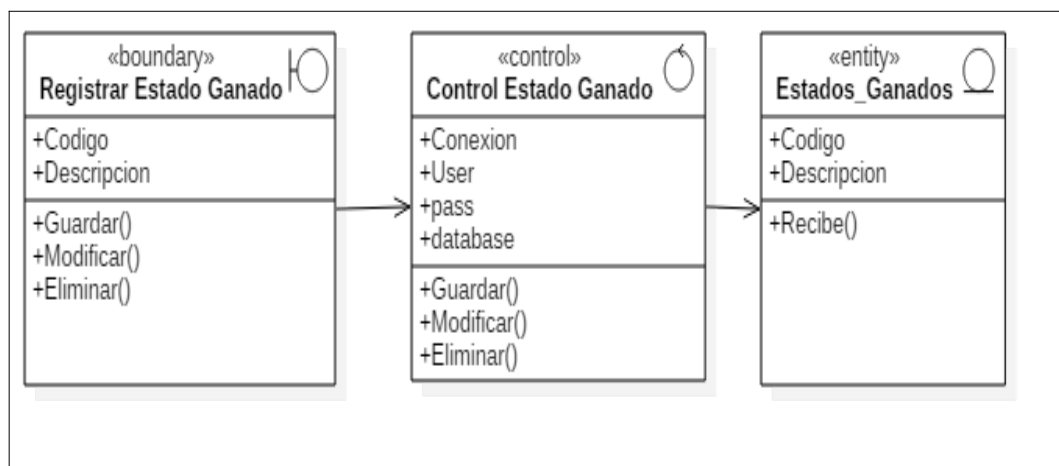 «boundary»
Registrar Estado Ganado
+Codigo
+Descripcion
+Guardar()
+Modificar()
+Eliminar()
«control»
Control Estado Ganado
+Conexion
+User
+pass
+database
+Guardar()
+Modificar()
+Eliminar()
«entity»
Estados_Ganados
+Codigo
+Descripcion
+Recibe()